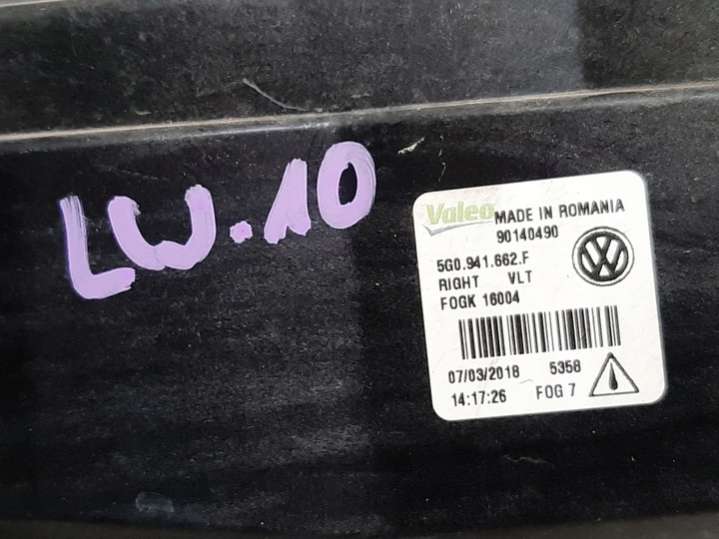 LW.10
Valeo MADE IN ROMANIA
90140490
5G0.941.662.F
RIGHT VLT
FOGK 16004
07/03/2018 5358
14:17:26 FOG 7